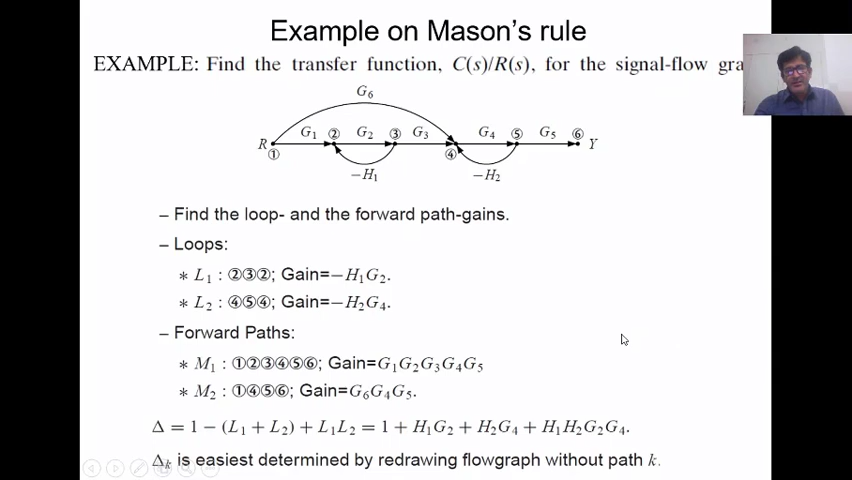 Example on Mason's rule
EXAMPLE: Find the transfer function, C(s)/R(s), for the signal-flow gra
G₆
R G₁ ② G₂ ③ G₃ G₄ ⑤ G₅ ⑥ Y
① ④
−H₁ −H₂
– Find the loop- and the forward path-gains.
– Loops:
∗ L₁ : ②③②; Gain=−H₁G₂.
∗ L₂ : ④⑤④; Gain=−H₂G₄.
– Forward Paths:
∗ M₁ : ①②③④⑤⑥; Gain=G₁G₂G₃G₄G₅
∗ M₂ : ①④⑤⑥; Gain=G₆G₄G₅.
Δ = 1 − (L₁ + L₂) + L₁L₂ = 1 + H₁G₂ + H₂G₄ + H₁H₂G₂G₄.
Δₖ is easiest determined by redrawing flowgraph without path k.